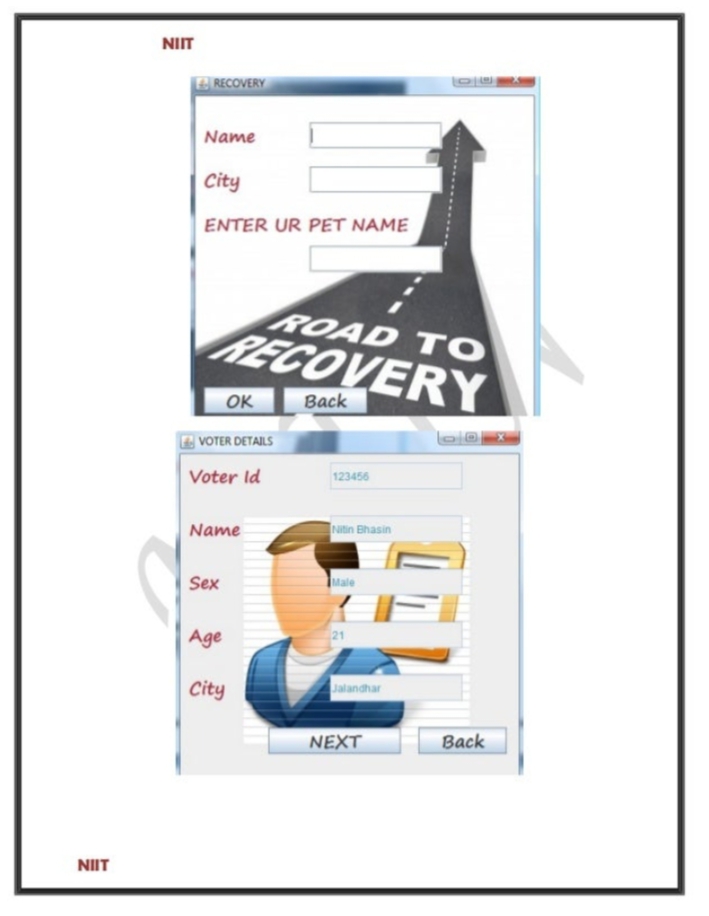 NIIT
RECOVERY
Name
City
ENTER UR PET NAME
ROAD TO
RECOVERY
OK Back
VOTER DETAILS
Voter Id 123456
Name Nitin Bhasin
Sex Male
Age 21
City Jalandhar
NEXT Back
NIIT